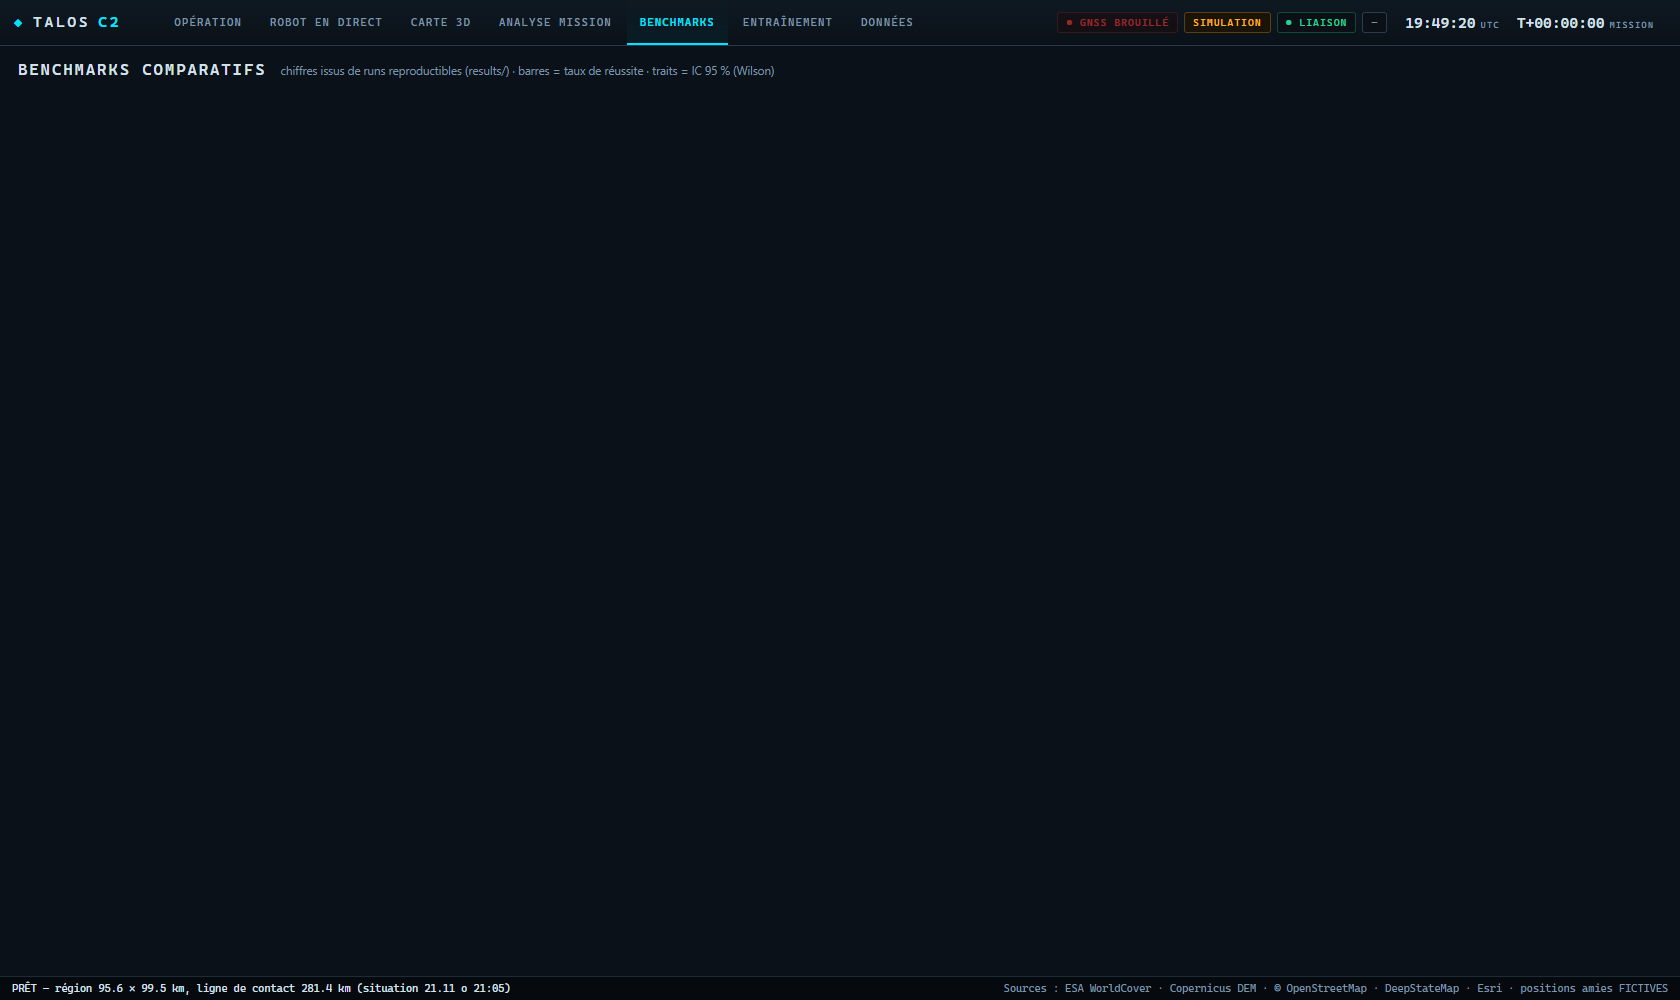 ◆ TALOS C2 OPÉRATION ROBOT EN DIRECT CARTE 3D ANALYSE MISSION BENCHMARKS ENTRAÎNEMENT DONNÉES ● GNSS BROUILLÉ SIMULATION ● LIAISON — 19:49:20 UTC T+00:00:00 MISSION
BENCHMARKS COMPARATIFS chiffres issus de runs reproductibles (results/) · barres = taux de réussite · traits = IC 95 % (Wilson)
PRÊT — région 95.6 × 99.5 km, ligne de contact 281.4 km (situation 21.11 о 21:05) Sources : ESA WorldCover · Copernicus DEM · © OpenStreetMap · DeepStateMap · Esri · positions amies FICTIVES